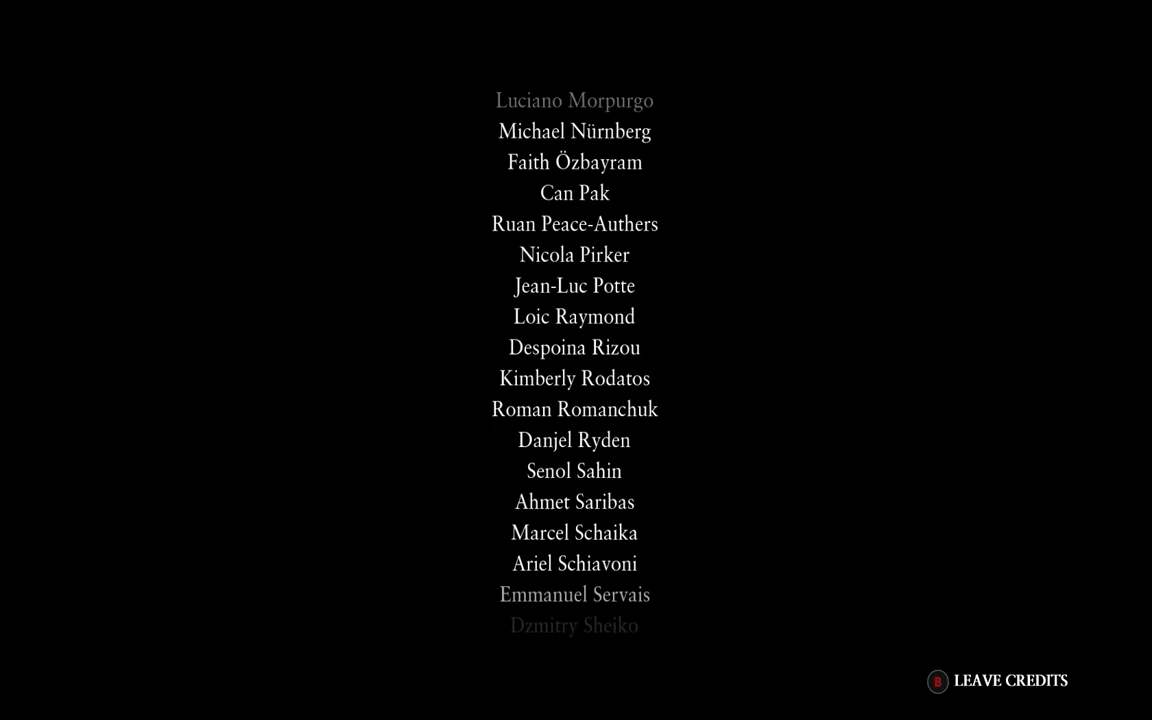 Luciano Morpurgo
Michael Nürnberg
Faith Özbayram
Can Pak
Ruan Peace-Authers
Nicola Pirker
Jean-Luc Potte
Loic Raymond
Despoina Rizou
Kimberly Rodatos
Roman Romanchuk
Danjel Ryden
Senol Sahin
Ahmet Saribas
Marcel Schaika
Ariel Schiavoni
Emmanuel Servais
Dzmitry Sheiko
B LEAVE CREDITS